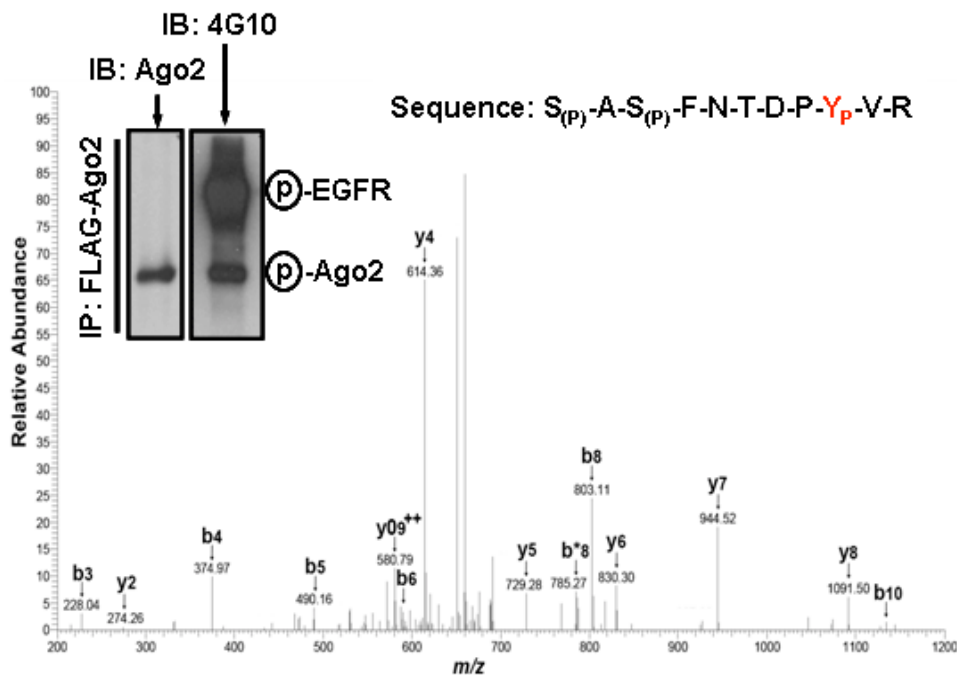 IB: 4G10
IB: Ago2
Sequence: S(P)-A-S(P)-F-N-T-D-P-Yp-V-R
IP: FLAG-Ago2
p-EGFR
p-Ago2
Relative Abundance
100
95
90
85
80
75
70
65
60
55
50
45
40
35
30
25
20
15
10
5
0
b3
228.04
y2
274.26
b4
374.97
b5
490.16
y09++
580.79
b6
y4
614.36
y5
729.28
b*8
785.27
b8
803.11
y6
830.30
y7
944.52
y8
1091.50
b10
200 300 400 500 600 700 800 900 1000 1100 1200
m/z